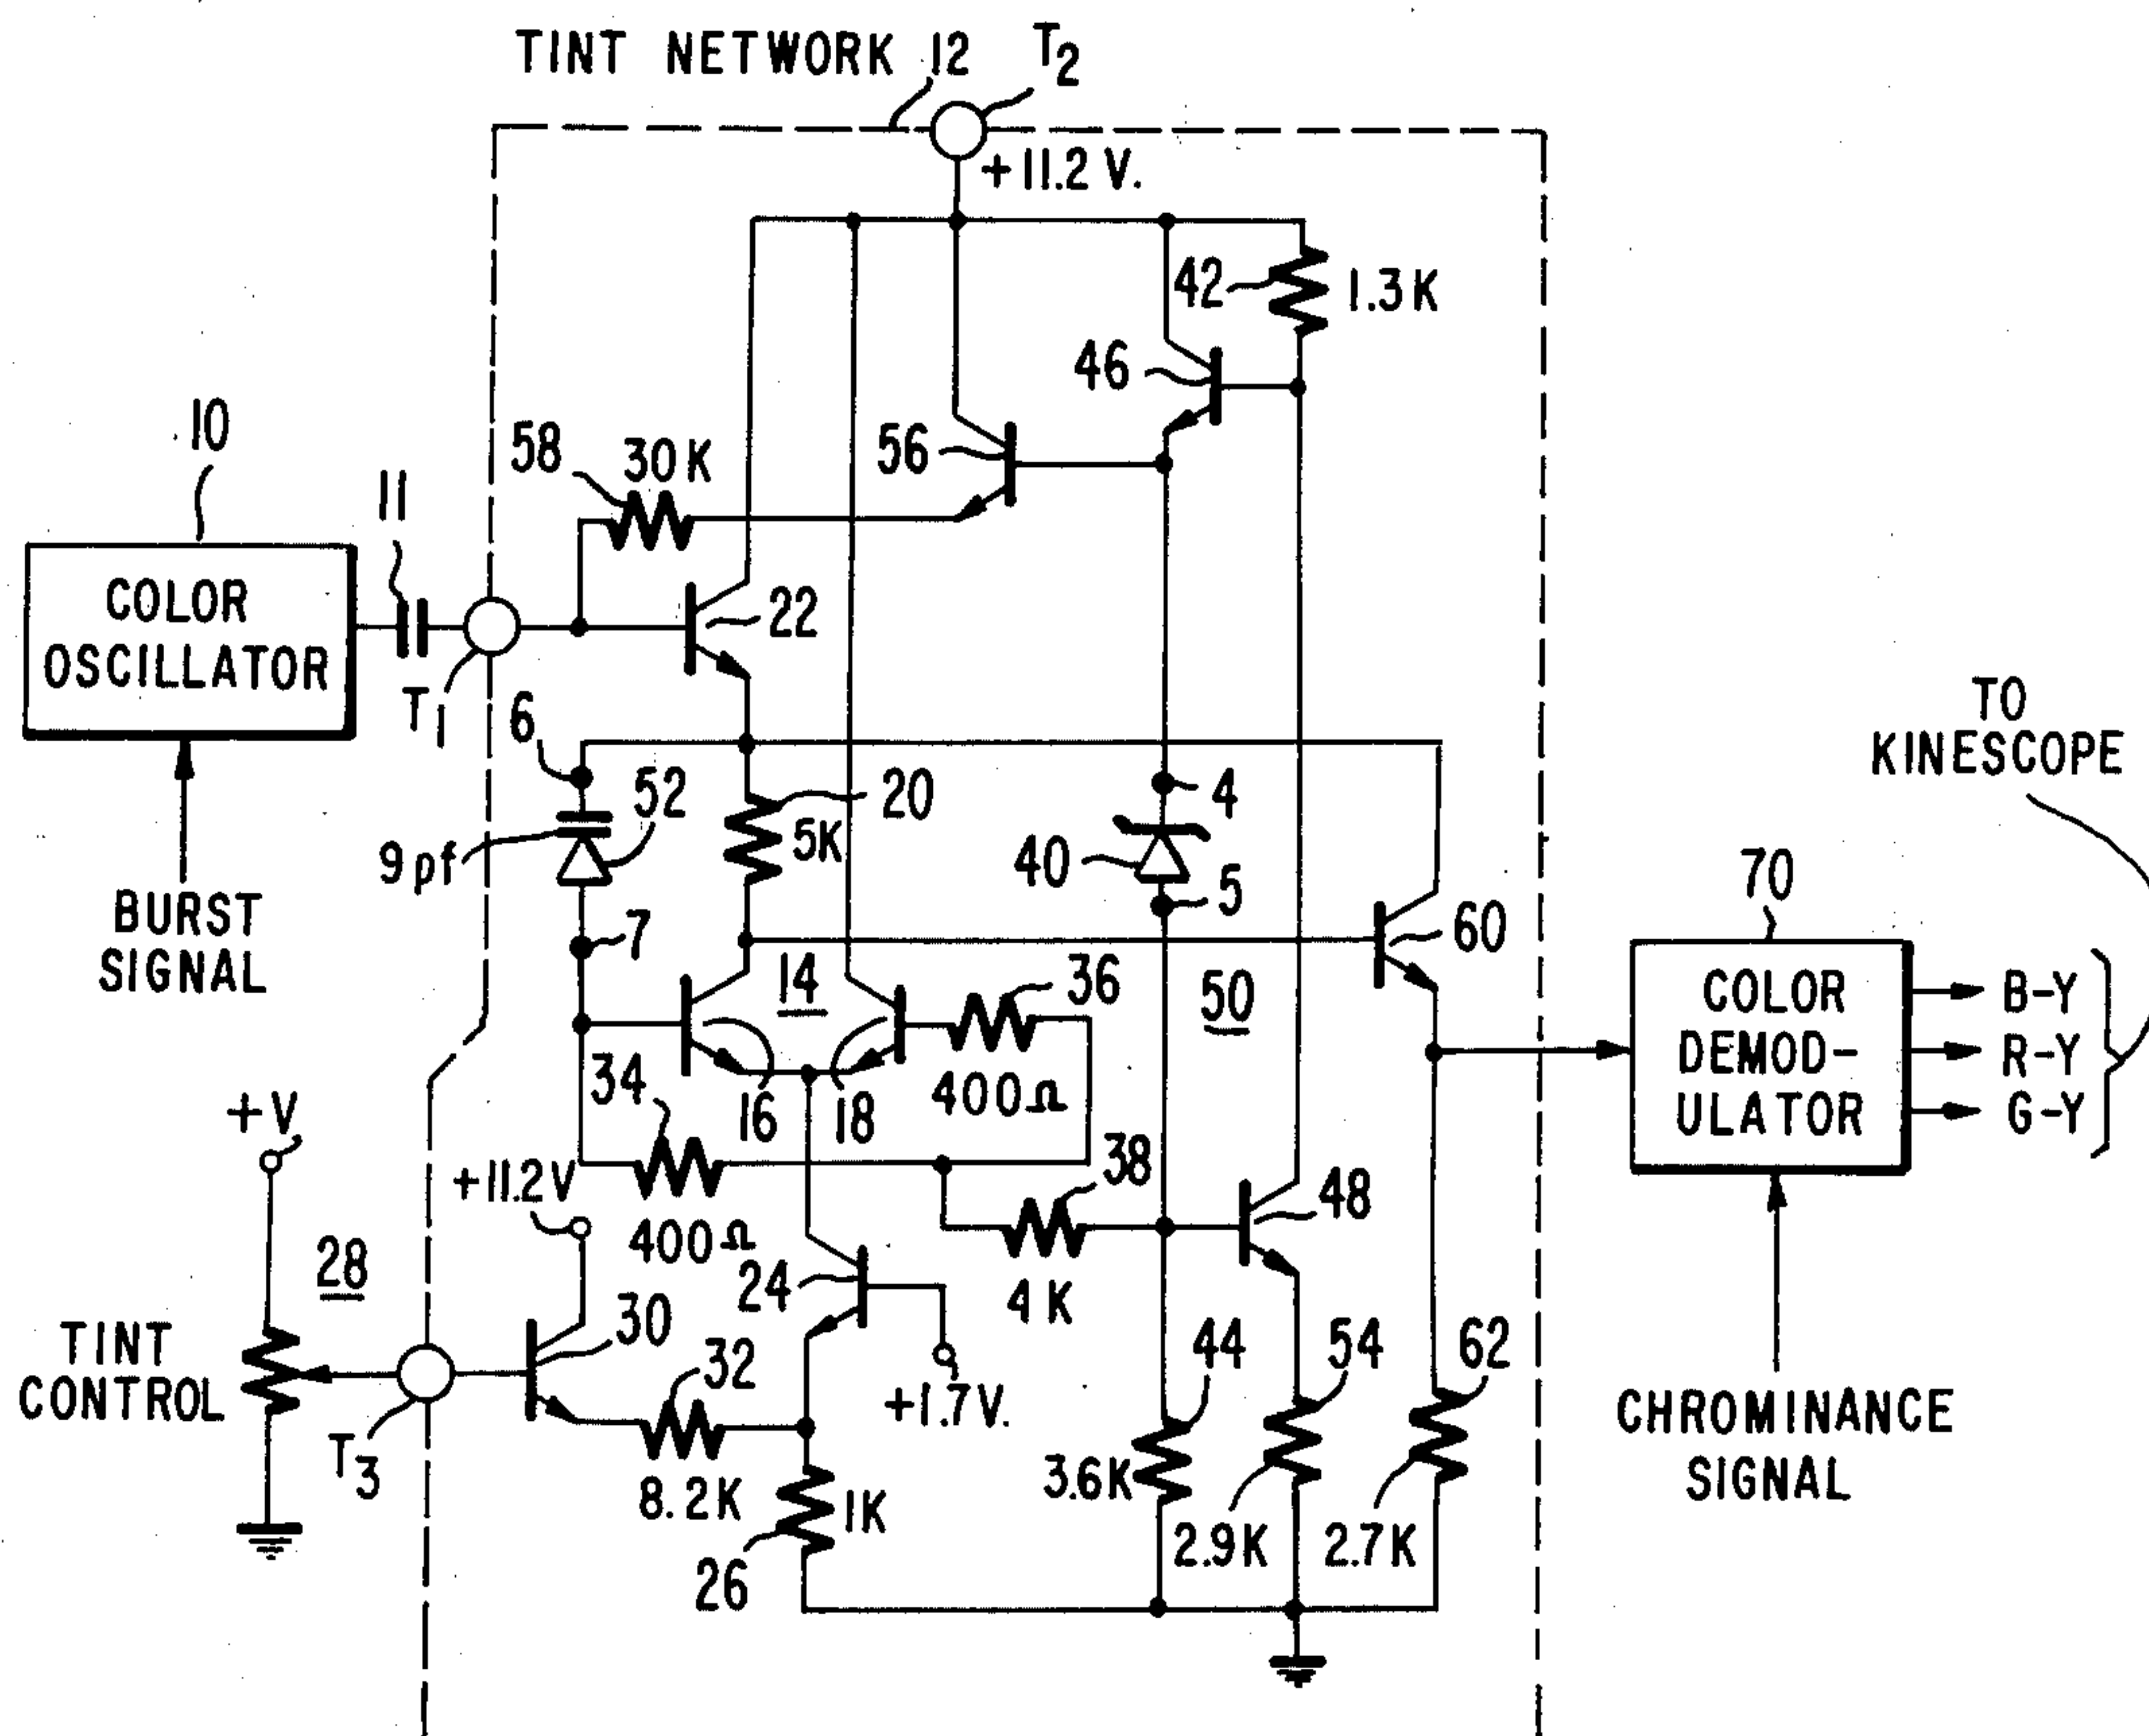 TINT NETWORK 12
T2
+11.2 V.
42
1.3K
46
10
11
58
30K
56
COLOR
OSCILLATOR
22
T1
6
TO
KINESCOPE
52
20
4
9pf
5K
40
5
70
BURST
SIGNAL
7
60
14
36
50
COLOR
DEMOD-
ULATOR
B-Y
R-Y
G-Y
34
16
18
400Ω
+V
+11.2V
38
48
400Ω
24
4K
28
TINT
CONTROL
30
32
44
54
62
+1.7V.
T3
8.2K
1K
3.6K
26
2.9K
2.7K
CHROMINANCE
SIGNAL